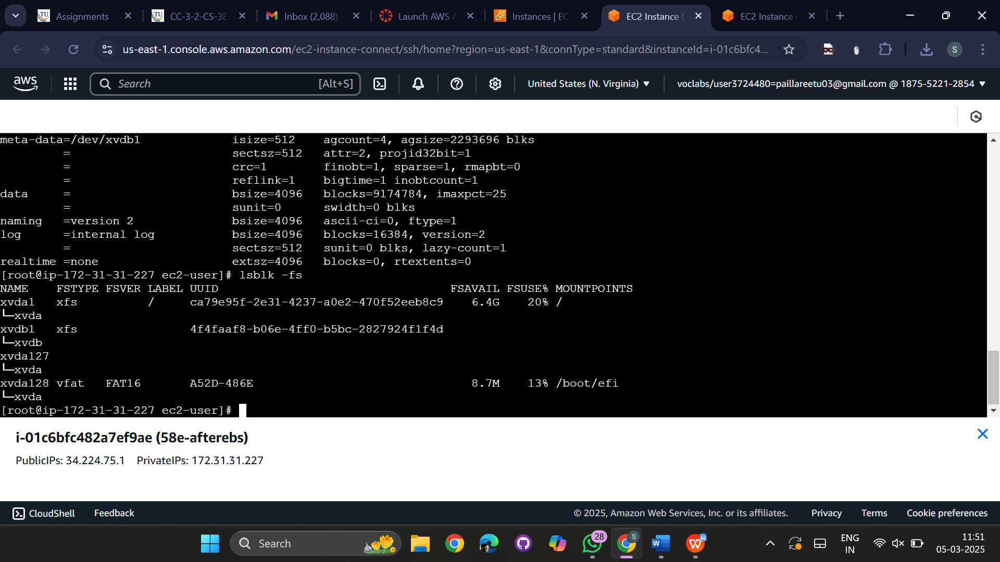 Assignments
CC-3-2-CS-3E
Inbox (2,088) -
Launch AWS A
Instances | EC2
EC2 Instance C
EC2 Instance C
us-east-1.console.aws.amazon.com/ec2-instance-connect/ssh/home?region=us-east-1&connType=standard&instanceId=i-01c6bfc4...
S
aws
Search
[Alt+S]
United States (N. Virginia)
voclabs/user3724480=paillareetu03@gmail.com @ 1875-5221-2854
meta-data=/dev/xvdb1 isize=512 agcount=4, agsize=2293696 blks
= sectsz=512 attr=2, projid32bit=1
= crc=1 finobt=1, sparse=1, rmapbt=0
= reflink=1 bigtime=1 inobtcount=1
data = bsize=4096 blocks=9174784, imaxpct=25
= sunit=0 swidth=0 blks
naming =version 2 bsize=4096 ascii-ci=0, ftype=1
log =internal log bsize=4096 blocks=16384, version=2
= sectsz=512 sunit=0 blks, lazy-count=1
realtime =none extsz=4096 blocks=0, rtextents=0
[root@ip-172-31-31-227 ec2-user]# lsblk -fs
NAME FSTYPE FSVER LABEL UUID FSAVAIL FSUSE% MOUNTPOINTS
xvda1 xfs / ca79e95f-2e31-4237-a0e2-470f52eeb8c9 6.4G 20% /
└─xvda
xvdb1 xfs 4f4faaf8-b06e-4ff0-b5bc-2827924f1f4d
└─xvdb
xvda127
└─xvda
xvda128 vfat FAT16 A52D-486E 8.7M 13% /boot/efi
└─xvda
[root@ip-172-31-31-227 ec2-user]#
i-01c6bfc482a7ef9ae (58e-afterebs)
PublicIPs: 34.224.75.1 PrivateIPs: 172.31.31.227
CloudShell
Feedback
© 2025, Amazon Web Services, Inc. or its affiliates.
Privacy
Terms
Cookie preferences
Search
28
S
ENG
IN
11:51
05-03-2025